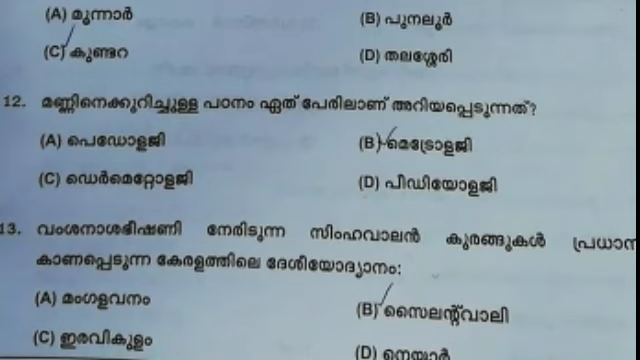 (A) മൂന്നാർ (B) പുനലൂർ
(C) കുണ്ടറ (D) തലശ്ശേരി
12. മണ്ണിനെക്കുറിച്ചുള്ള പഠനം ഏത് പേരിലാണ് അറിയപ്പെടുന്നത്?
(A) പെഡോളജി (B) മെട്രോളജി
(C) ഡെർമെറ്റോളജി (D) പീഡിയോളജി
13. വംശനാശഭീഷണി നേരിടുന്ന സിംഹവാലൻ കുരങ്ങുകൾ പ്രധാന
കാണപ്പെടുന്ന കേരളത്തിലെ ദേശീയോദ്യാനം:
(A) മംഗളവനം (B) സൈലന്റ്‌വാലി
(C) ഇരവികുളം (D)